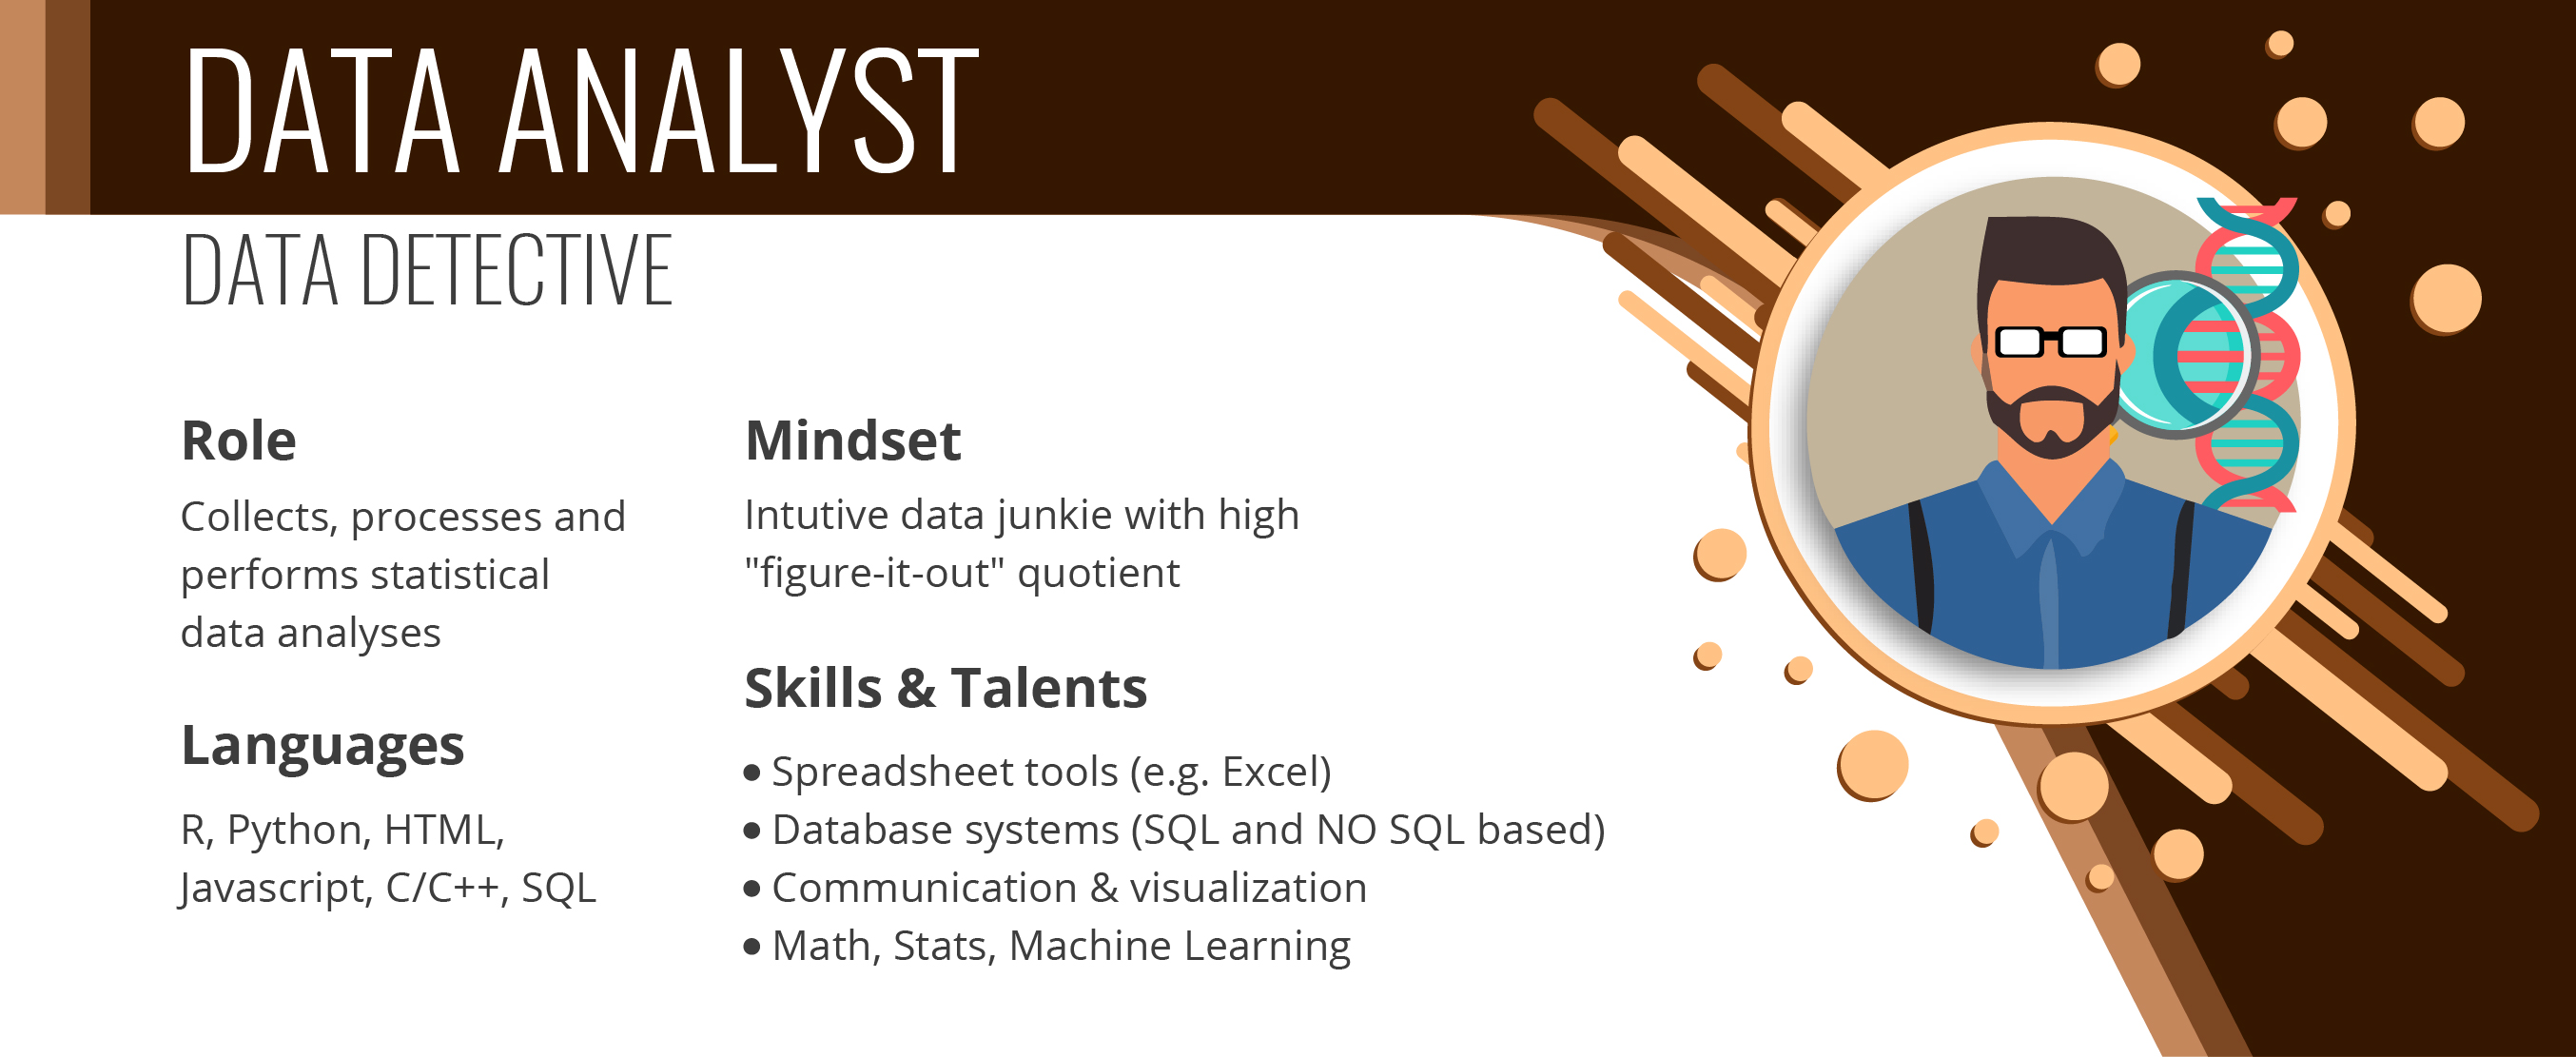 DATA ANALYST
DATA DETECTIVE
Role
Collects, processes and
performs statistical
data analyses
Languages
R, Python, HTML,
Javascript, C/C++, SQL
Mindset
Intutive data junkie with high
"figure-it-out" quotient
Skills & Talents
• Spreadsheet tools (e.g. Excel)
• Database systems (SQL and NO SQL based)
• Communication & visualization
• Math, Stats, Machine Learning